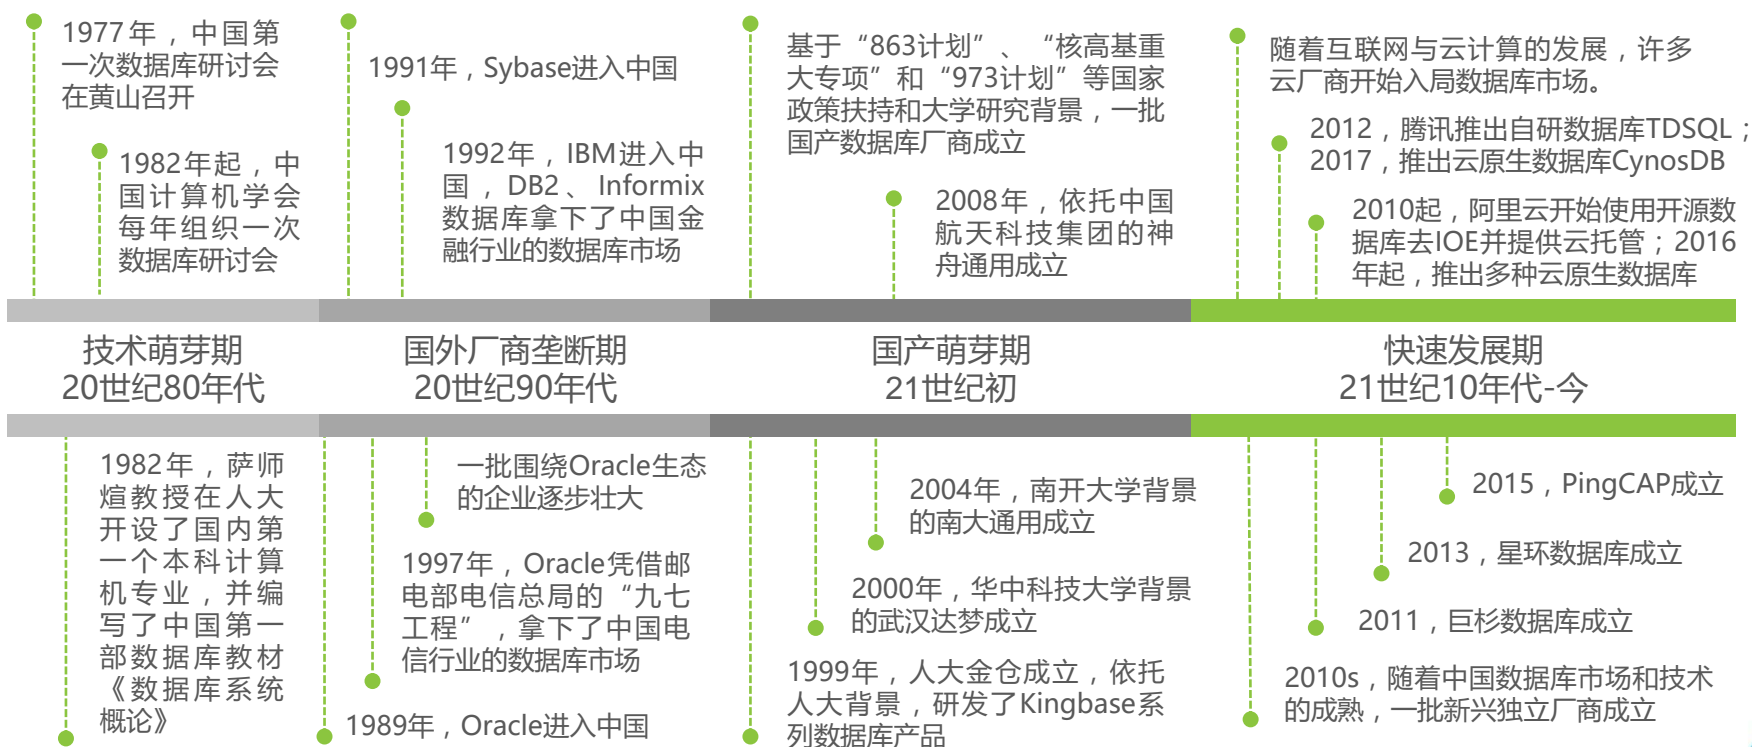 1977年，中国第
一次数据库研讨会
在黄山召开
1982年起，中
国计算机学会
每年组织一次
数据库研讨会
1991年，Sybase进入中国
1992年，IBM进入中
国，DB2、Informix
数据库拿下了中国金
融行业的数据库市场
基于“863计划”、“核高基重
大专项”和“973计划”等国家
政策扶持和大学研究背景，一批
国产数据库厂商成立
2008年，依托中国
航天科技集团的神
舟通用成立
随着互联网与云计算的发展，许多
云厂商开始入局数据库市场。
2012，腾讯推出自研数据库TDSQL；
2017，推出云原生数据库CynosDB
2010起，阿里云开始使用开源数
据库去IOE并提供云托管；2016
年起，推出多种云原生数据库
技术萌芽期
20世纪80年代
国外厂商垄断期
20世纪90年代
国产萌芽期
21世纪初
快速发展期
21世纪10年代-今
1982年，萨师
煊教授在人大
开设了国内第
一个本科计算
机专业，并编
写了中国第一
部数据库教材
《数据库系统
概论》
一批围绕Oracle生态
的企业逐步壮大
1997年，Oracle凭借邮
电部电信总局的“九七
工程”，拿下了中国电
信行业的数据库市场
1989年，Oracle进入中国
2004年，南开大学背景
的南大通用成立
2000年，华中科技大学背景
的武汉达梦成立
1999年，人大金仓成立，依托
人大背景，研发了Kingbase系
列数据库产品
2015，PingCAP成立
2013，星环数据库成立
2011，巨杉数据库成立
2010s，随着中国数据库市场和技术
的成熟，一批新兴独立厂商成立